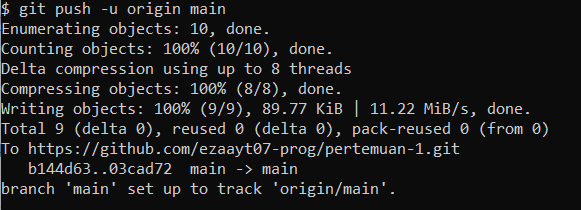 $ git push -u origin main
Enumerating objects: 10, done.
Counting objects: 100% (10/10), done.
Delta compression using up to 8 threads
Compressing objects: 100% (8/8), done.
Writing objects: 100% (9/9), 89.77 KiB | 11.22 MiB/s, done.
Total 9 (delta 0), reused 0 (delta 0), pack-reused 0 (from 0)
To https://github.com/ezaayt07-prog/pertemuan-1.git
   b144d63..03cad72  main -> main
branch 'main' set up to track 'origin/main'.